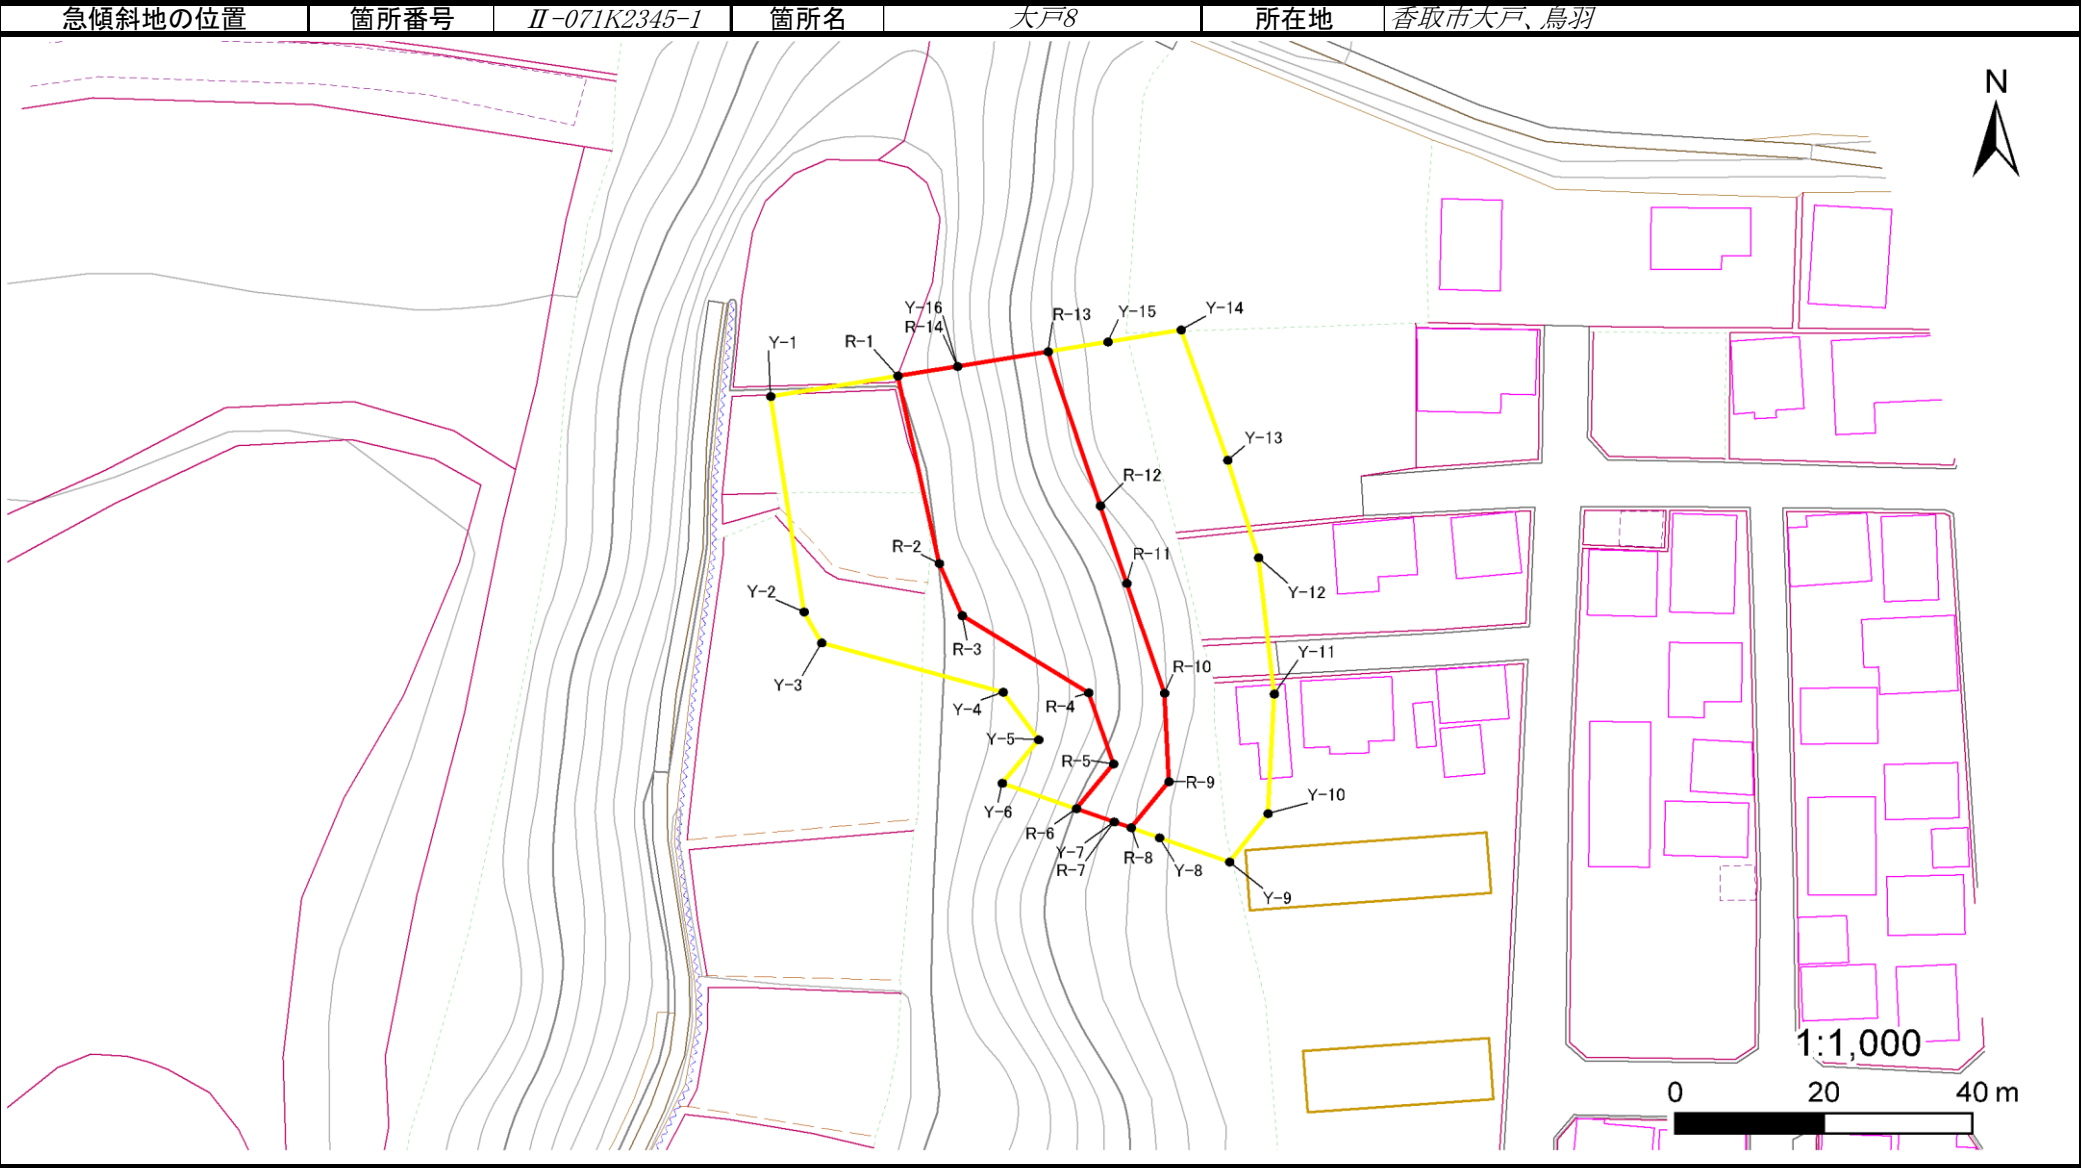 急傾斜地の位置 箇所番号 Ⅱ-071K2345-1 箇所名 大戸8 所在地 香取市大戸、鳥羽
N
Y-16
R-14
R-13
Y-15
Y-14
Y-1
R-1
Y-13
R-12
R-2
R-11
Y-2
Y-12
R-3
Y-11
R-10
Y-3
Y-4
R-4
Y-5
R-5
R-9
Y-6
Y-10
R-6
Y-7
R-7
R-8
Y-8
Y-9
1:1,000
0 20 40 m